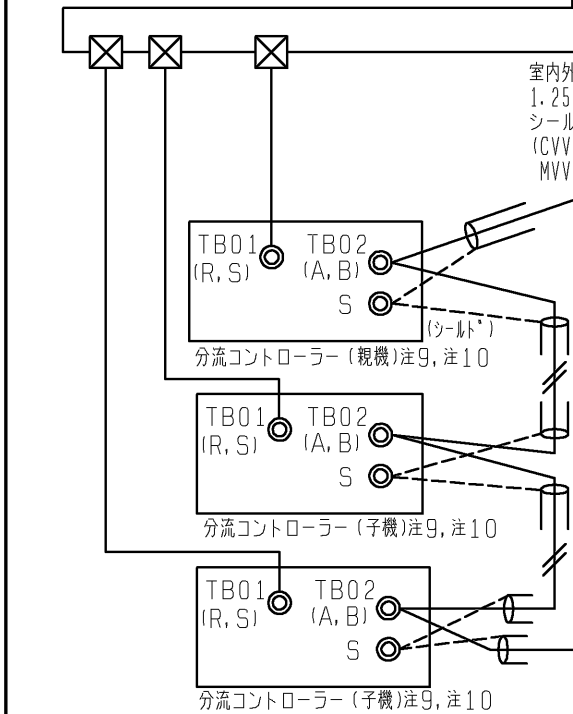 室内外
1.25
シール
(CVV
MVV
TB01
(R,S)
TB02
(A,B)
S
(シールド)
分流コントローラー(親機)注9,注10
TB01
(R,S)
TB02
(A,B)
S
分流コントローラー(子機)注9,注10
TB01
(R,S)
TB02
(A,B)
S
分流コントローラー(子機)注9,注10